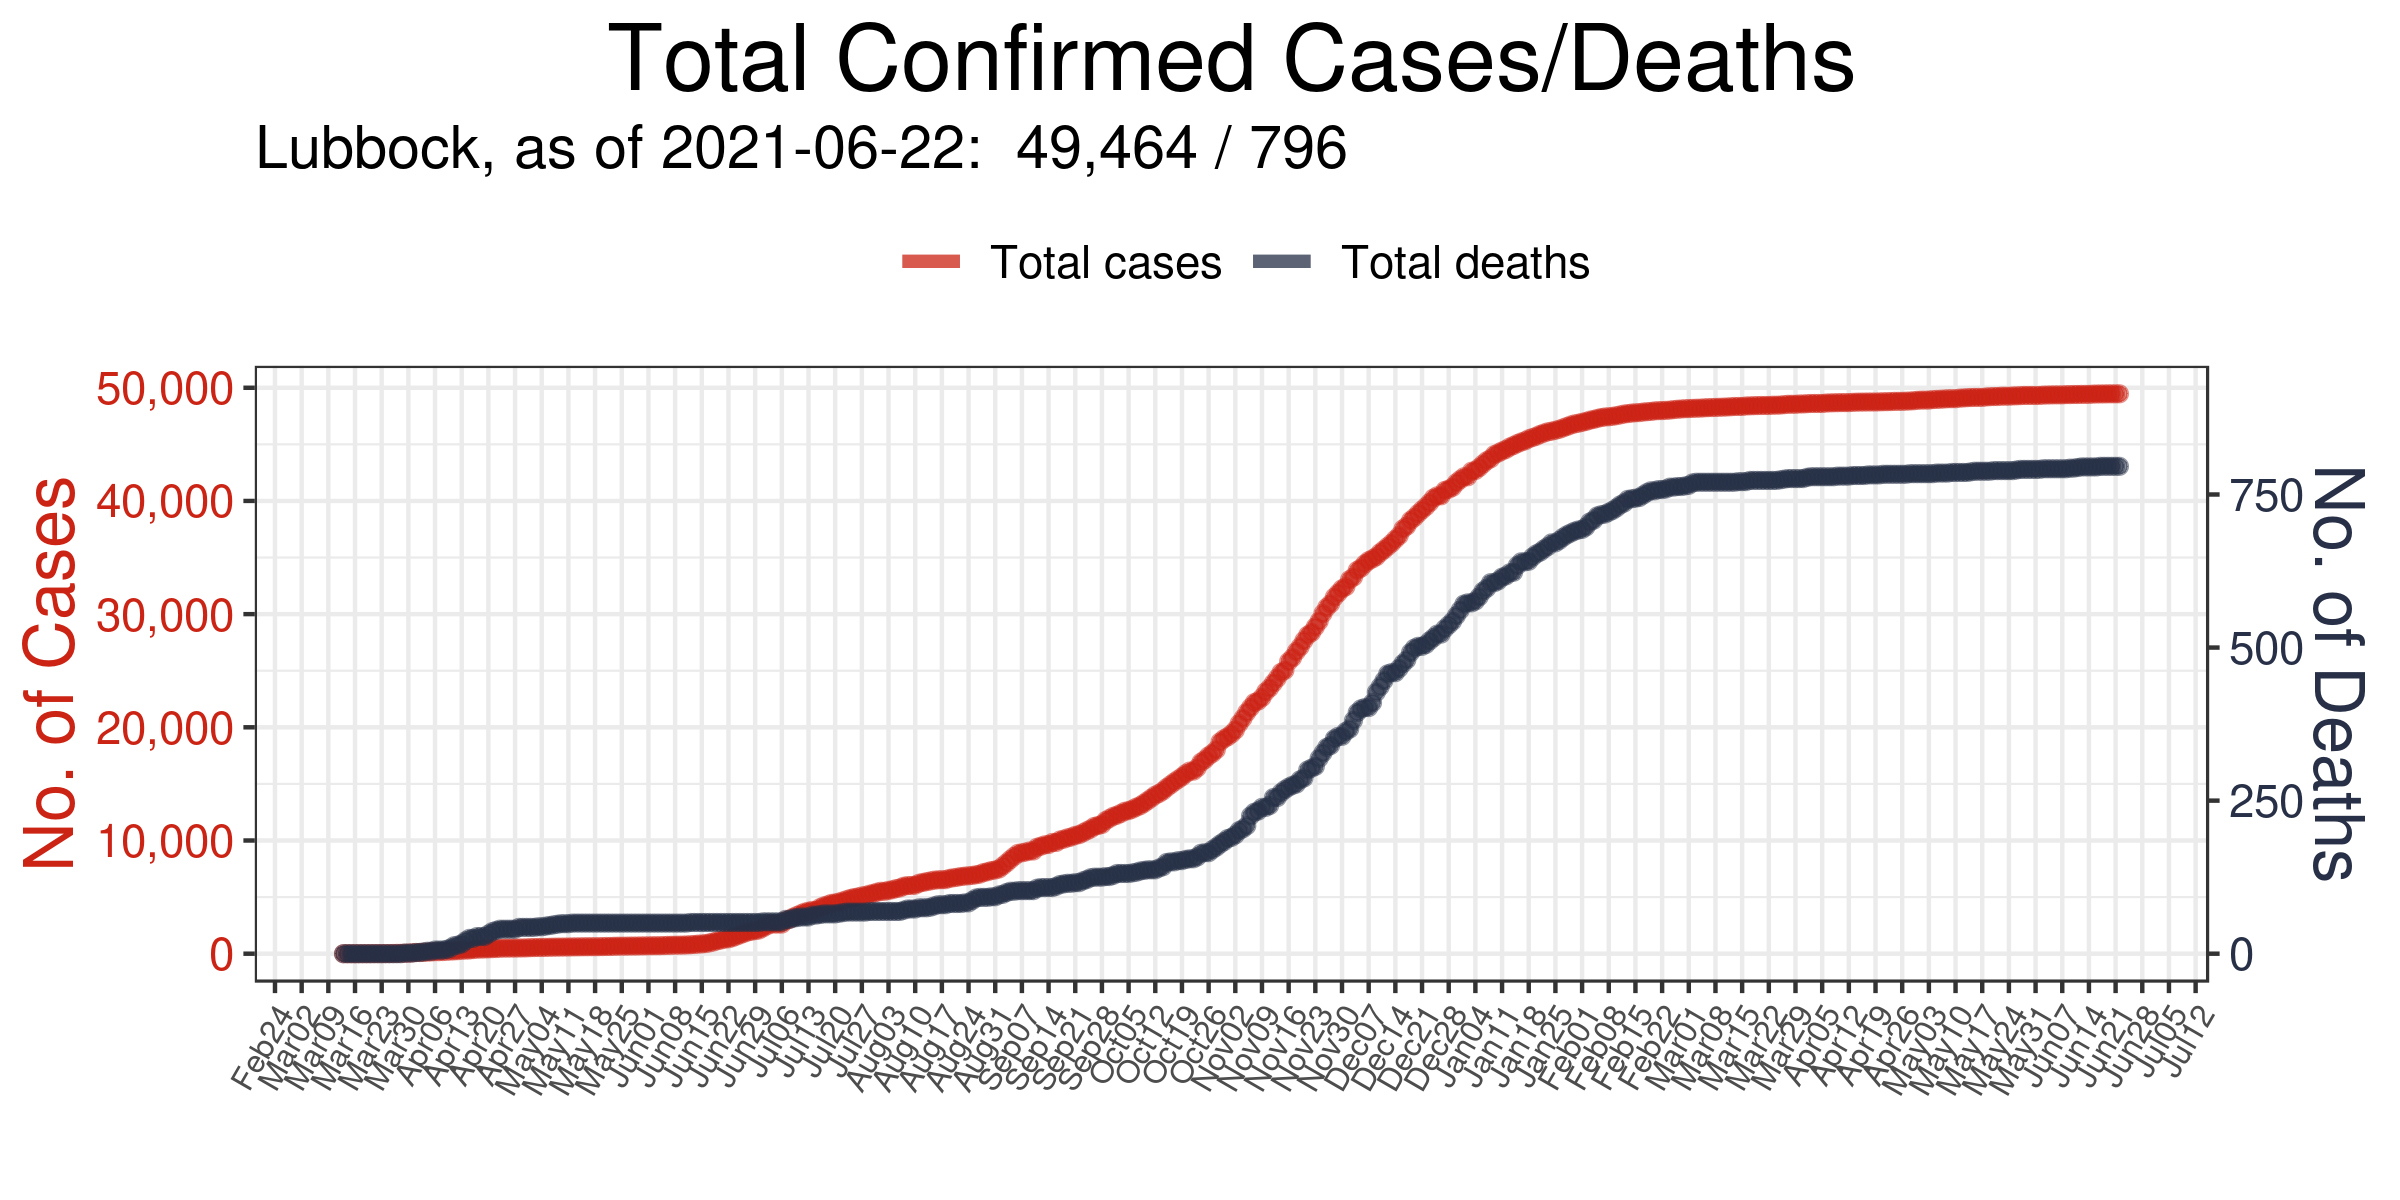 Total Confirmed Cases/Deaths
Lubbock, as of 2021-06-22: 49,464 / 796
Total cases
Total deaths
No. of Cases
50,000
40,000
30,000
20,000
10,000
0
750
500
250
0
No. of Deaths
Feb24
Mar02
Mar09
Mar16
Mar23
Mar30
Apr06
Apr13
Apr20
Apr27
May04
May11
May18
May25
Jun01
Jun08
Jun15
Jun22
Jun29
Jul06
Jul13
Jul20
Jul27
Aug03
Aug10
Aug17
Aug24
Aug31
Sep07
Sep14
Sep21
Sep28
Oct05
Oct12
Oct19
Oct26
Nov02
Nov09
Nov16
Nov23
Nov30
Dec07
Dec14
Dec21
Dec28
Jan04
Jan11
Jan18
Jan25
Feb01
Feb08
Feb15
Feb22
Mar01
Mar08
Mar15
Mar22
Mar29
Apr05
Apr12
Apr19
Apr26
May03
May10
May17
May24
May31
Jun07
Jun14
Jun21
Jun28
Jul05
Jul12